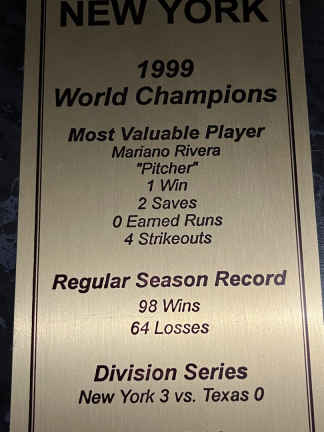 NEW YORK
1999
World Champions
Most Valuable Player
Mariano Rivera
"Pitcher"
1 Win
2 Saves
0 Earned Runs
4 Strikeouts
Regular Season Record
98 Wins
64 Losses
Division Series
New York 3 vs. Texas 0